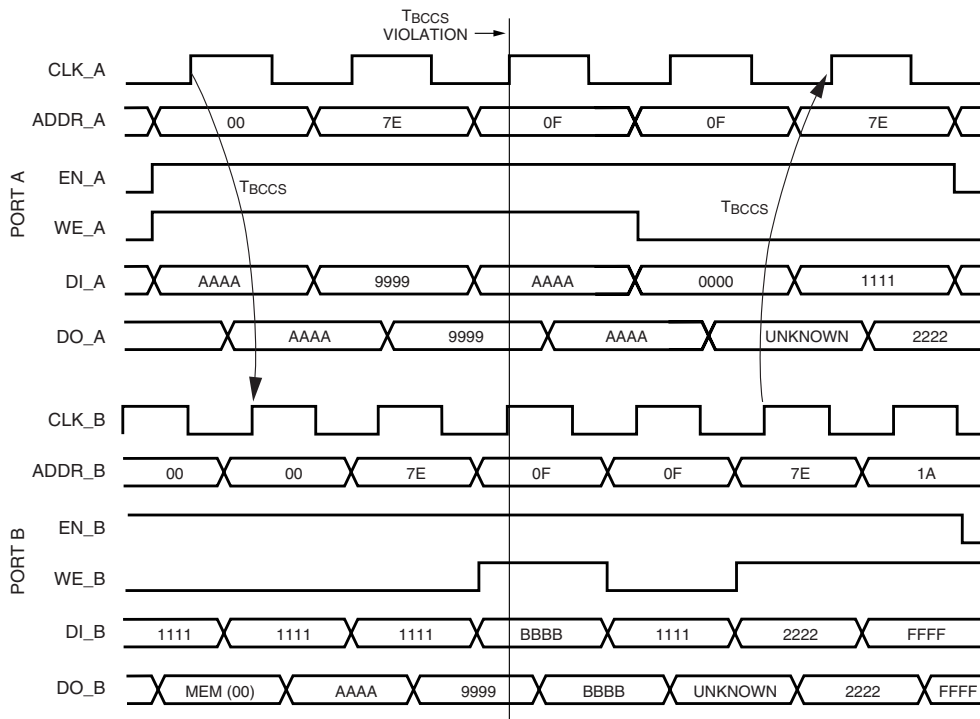 TBCCS
VIOLATION
PORT A
CLK_A
ADDR_A 00 7E 0F 0F 7E
EN_A
TBCCS
TBCCS
WE_A
DI_A AAAA 9999 AAAA 0000 1111
DO_A AAAA 9999 AAAA UNKNOWN 2222
PORT B
CLK_B
ADDR_B 00 00 7E 0F 0F 7E 1A
EN_B
WE_B
DI_B 1111 1111 1111 BBBB 1111 2222 FFFF
DO_B MEM (00) AAAA 9999 BBBB UNKNOWN 2222 FFFF